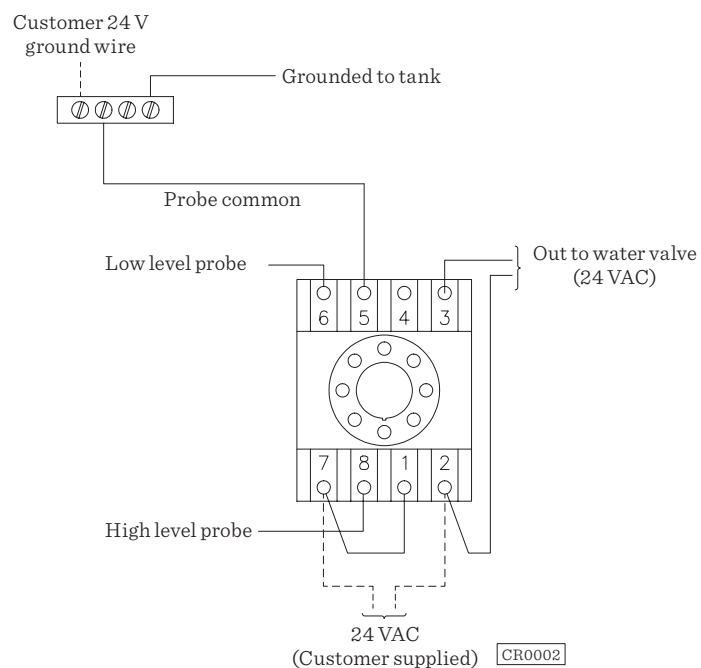 Customer 24 V
ground wire
Grounded to tank
Probe common
Low level probe
Out to water valve
(24 VAC)
6 5 4 3
7 8 1 2
High level probe
24 VAC
(Customer supplied)
CR0002